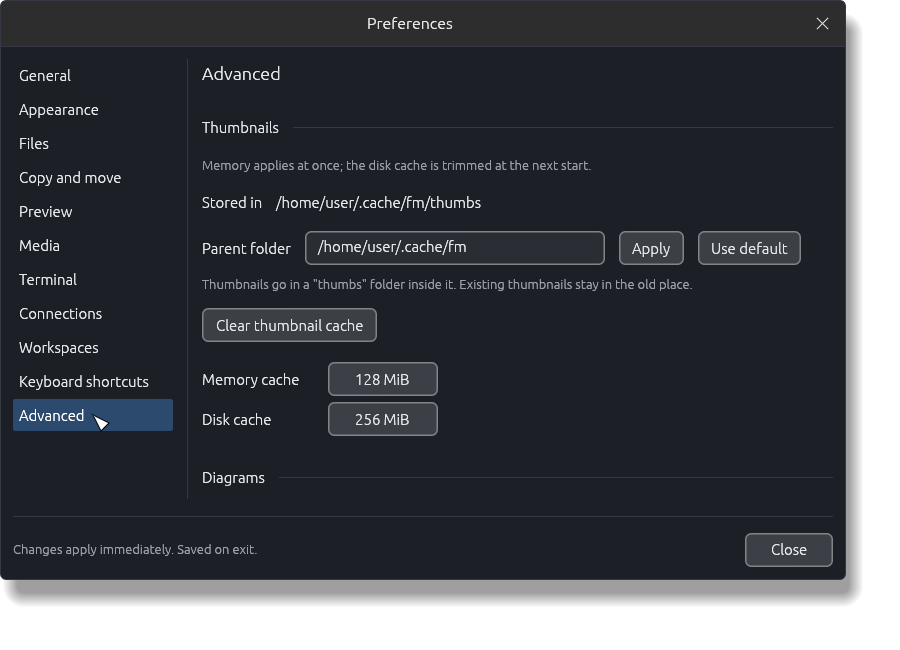 Preferences
General
Appearance
Files
Copy and move
Preview
Media
Terminal
Connections
Workspaces
Keyboard shortcuts
Advanced
Advanced
Thumbnails
Memory applies at once; the disk cache is trimmed at the next start.
Stored in /home/user/.cache/fm/thumbs
Parent folder /home/user/.cache/fm Apply Use default
Thumbnails go in a "thumbs" folder inside it. Existing thumbnails stay in the old place.
Clear thumbnail cache
Memory cache 128 MiB
Disk cache 256 MiB
Diagrams
Changes apply immediately. Saved on exit.
Close